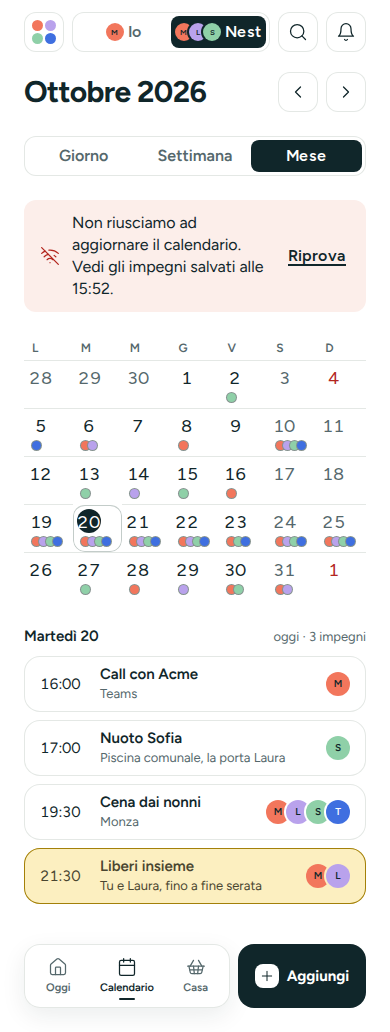 M Io M L S Nest
Ottobre 2026
Giorno Settimana Mese
Non riusciamo ad
aggiornare il calendario.
Vedi gli impegni salvati alle
15:52.
Riprova
L M M G V S D
28 29 30 1 2 3 4
5 6 7 8 9 10 11
12 13 14 15 16 17 18
19 20 21 22 23 24 25
26 27 28 29 30 31 1
Martedì 20 oggi · 3 impegni
16:00 Call con Acme M
Teams
17:00 Nuoto Sofia S
Piscina comunale, la porta Laura
19:30 Cena dai nonni M L S T
Monza
21:30 Liberi insieme M L
Tu e Laura, fino a fine serata
Oggi Calendario Casa
Aggiungi